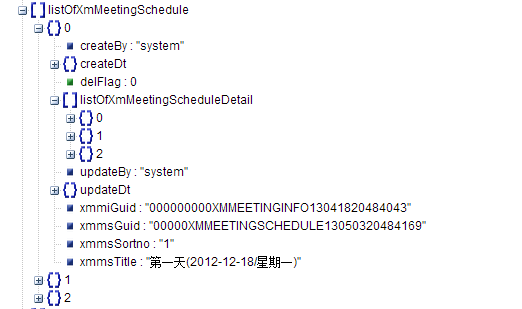 listOfXmMeetingSchedule
0
createBy : "system"
createDt
delFlag : 0
listOfXmMeetingScheduleDetail
0
1
2
updateBy : "system"
updateDt
xmmiGuid : "000000000XMMEETINGINFO13041820484043"
xmmsGuid : "00000XMMEETINGSCHEDULE13050320484169"
xmmsSortno : "1"
xmmsTitle : "第一天(2012-12-18/星期一)"
1
2